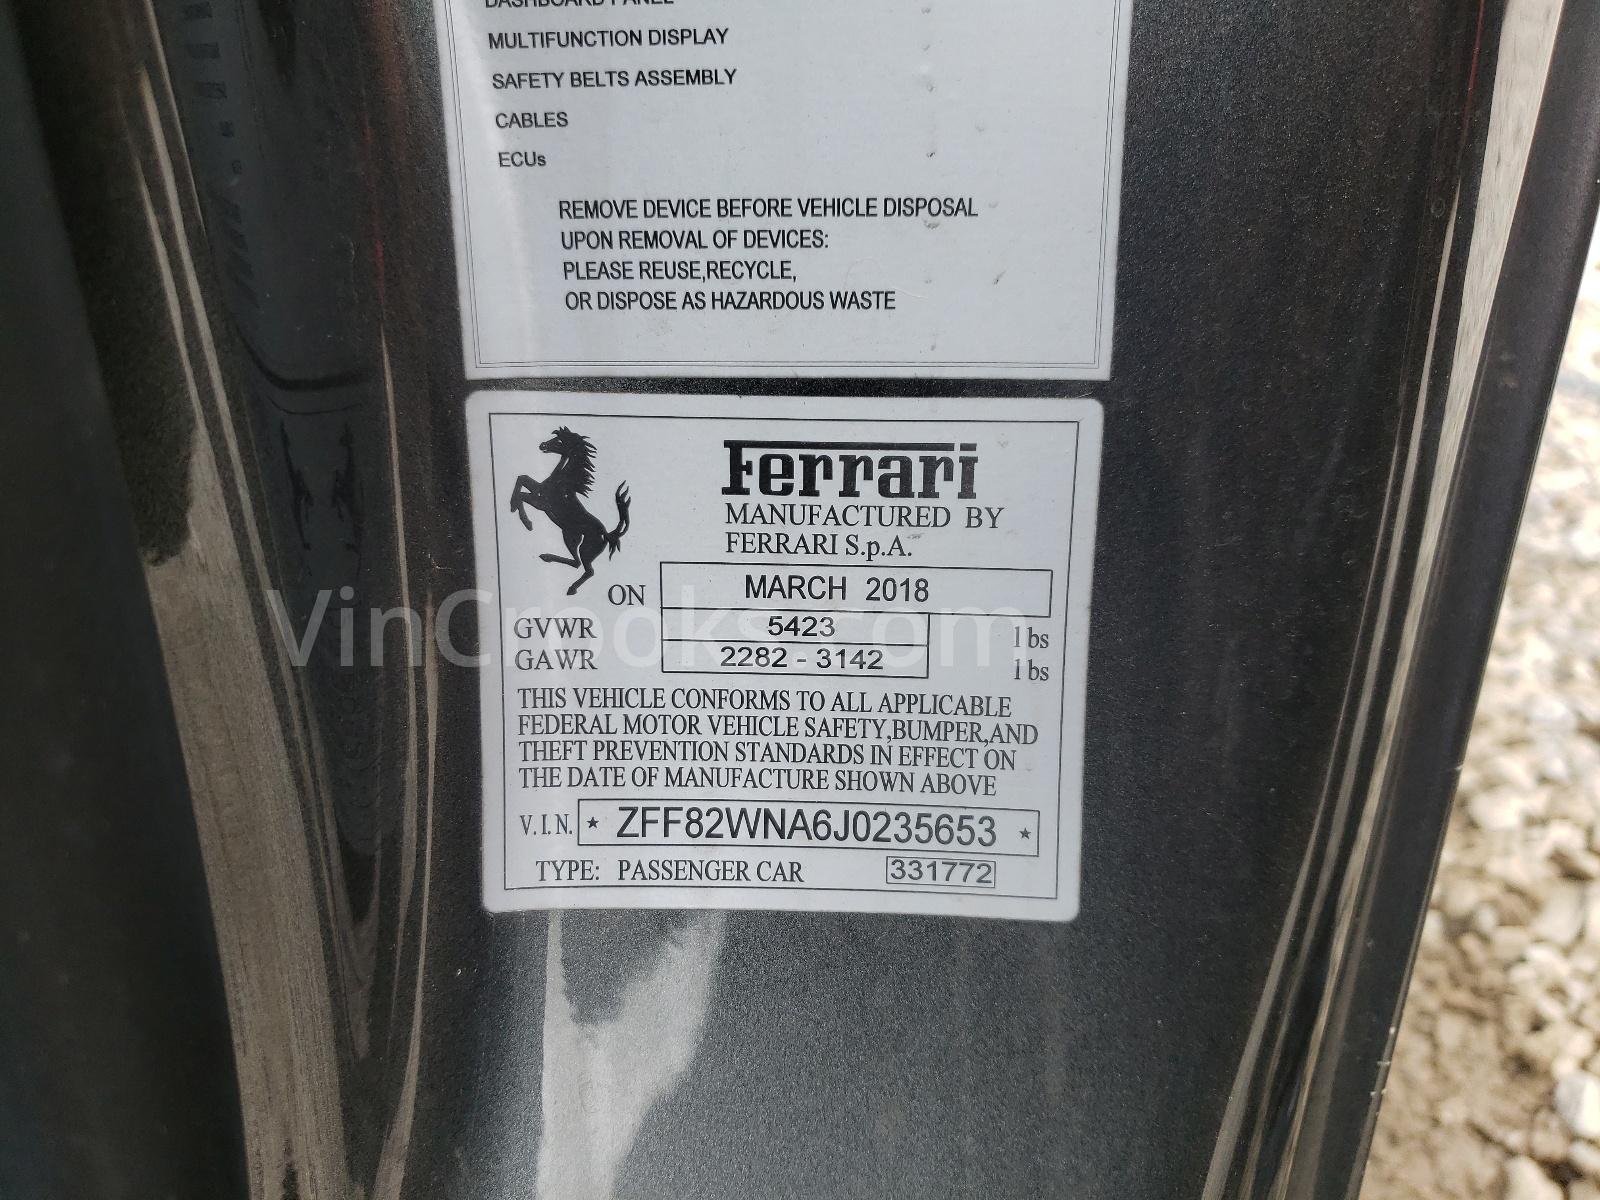 DASHBOARD PANEL
MULTIFUNCTION DISPLAY
SAFETY BELTS ASSEMBLY
CABLES
ECUs
REMOVE DEVICE BEFORE VEHICLE DISPOSAL
UPON REMOVAL OF DEVICES:
PLEASE REUSE,RECYCLE,
OR DISPOSE AS HAZARDOUS WASTE
Ferrari
MANUFACTURED BY
FERRARI S.p.A.
ON MARCH 2018
VinCrooks.com
GVWR 5423 lbs
GAWR 2282 - 3142 lbs
THIS VEHICLE CONFORMS TO ALL APPLICABLE
FEDERAL MOTOR VEHICLE SAFETY,BUMPER,AND
THEFT PREVENTION STANDARDS IN EFFECT ON
THE DATE OF MANUFACTURE SHOWN ABOVE
V.I.N. * ZFF82WNA6J0235653 *
TYPE: PASSENGER CAR 331772